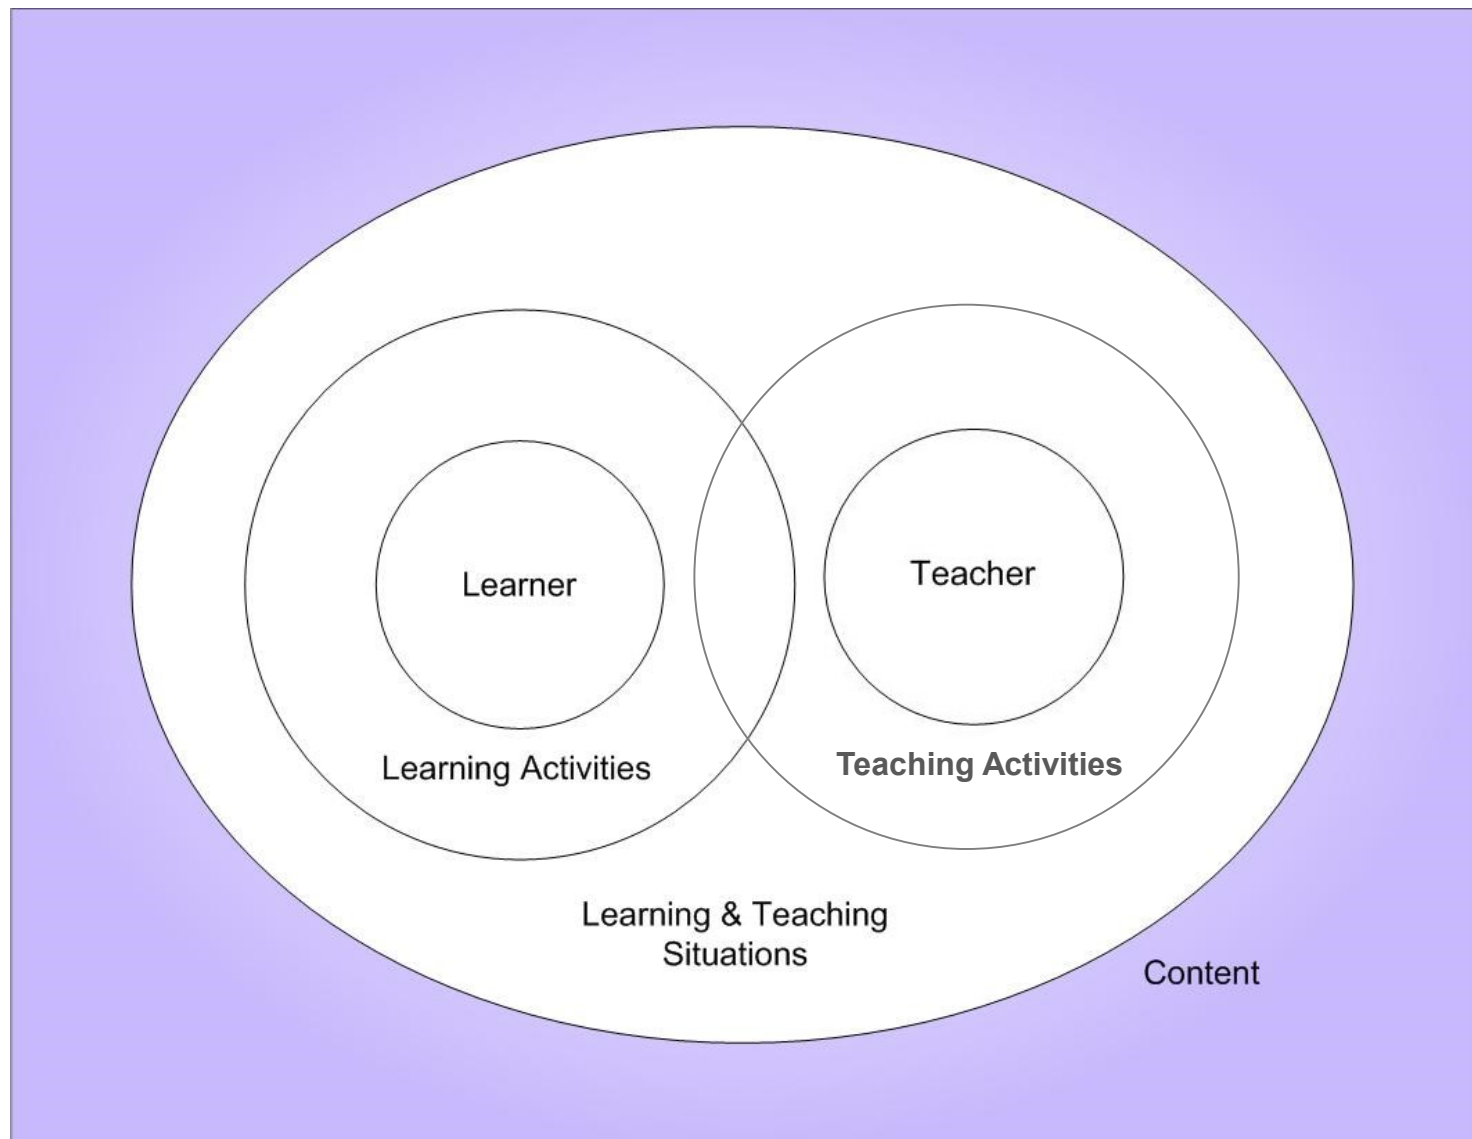 Learner
Teacher
Learning Activities
Teaching Activities
Learning & Teaching
Situations
Content